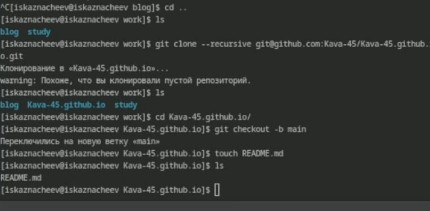 ^C[iskaznacheev@iskaznacheev blog]$ cd ..
[iskaznacheev@iskaznacheev work]$ ls
blog study
[iskaznacheev@iskaznacheev work]$ git clone --recursive git@github.com:Kava-45/Kava-45.github.
o.git
Клонирование в «Kava-45.github.io»...
warning: Похоже, что вы клонировали пустой репозиторий.
[iskaznacheev@iskaznacheev work]$ ls
blog Kava-45.github.io study
[iskaznacheev@iskaznacheev work]$ cd Kava-45.github.io/
[iskaznacheev@iskaznacheev Kava-45.github.io]$ git checkout -b main
Переключились на новую ветку «main»
[iskaznacheev@iskaznacheev Kava-45.github.io]$ touch README.md
[iskaznacheev@iskaznacheev Kava-45.github.io]$ ls
README.md
[iskaznacheev@iskaznacheev Kava-45.github.io]$